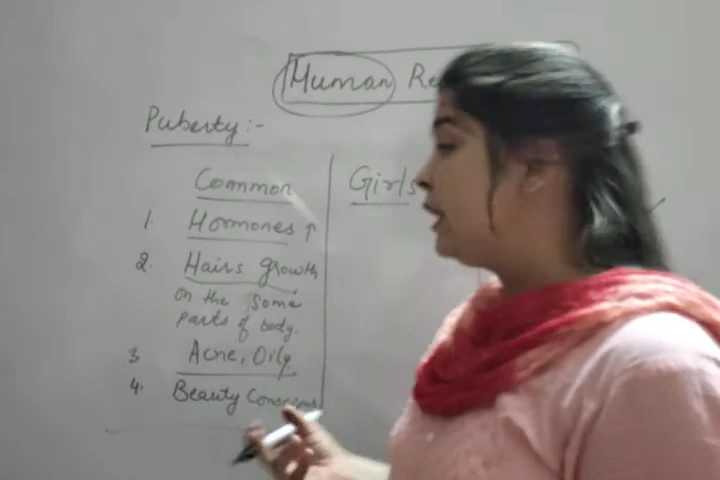 Human Re
Puberty:-
Common
1. Hormones ↑
2. Hairs growth
on the some
parts of body.
3 Acne, Oily
4. Beauty Conscious
Girls